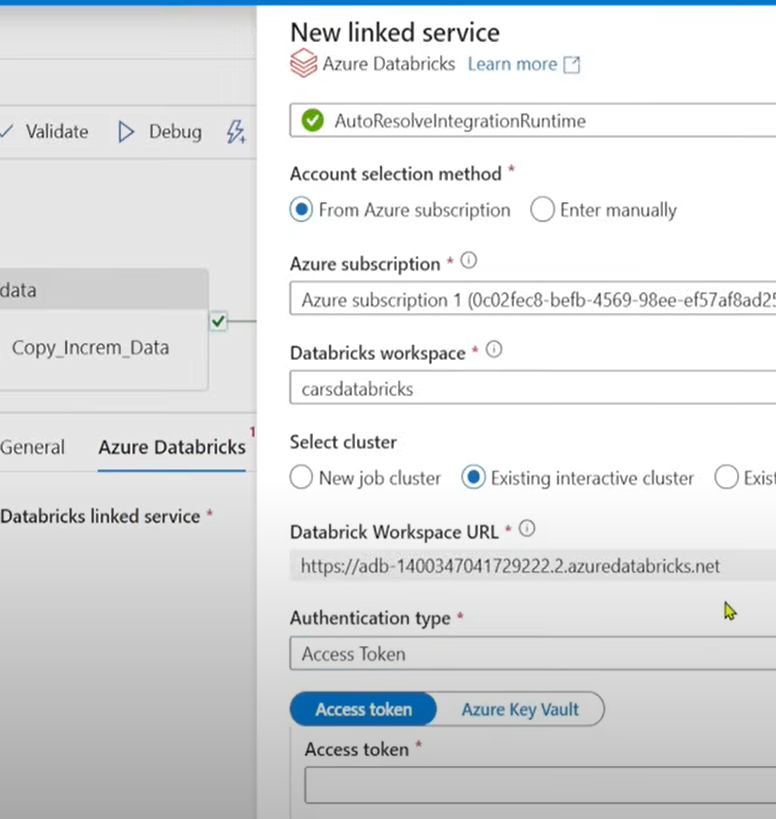 New linked service
Azure Databricks Learn more
AutoResolveIntegrationRuntime
Validate Debug
Account selection method *
From Azure subscription Enter manually
Azure subscription *
data
Azure subscription 1 (0c02fec8-befb-4569-98ee-ef57af8ad25
Copy_Increm_Data
Databricks workspace *
carsdatabricks
General Azure Databricks 1
Select cluster
New job cluster Existing interactive cluster Exist
Databricks linked service *
Databrick Workspace URL *
https://adb-1400347041729222.2.azuredatabricks.net
Authentication type *
Access Token
Access token Azure Key Vault
Access token *